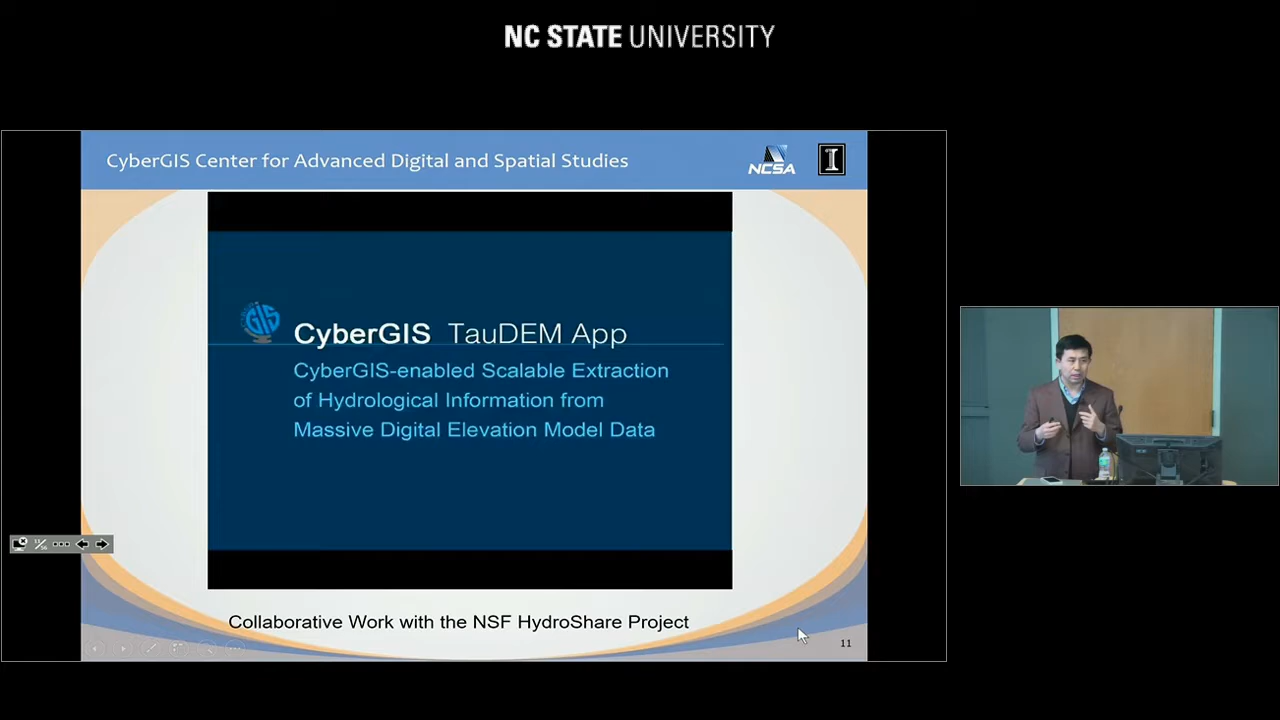 NC STATE UNIVERSITY
CyberGIS Center for Advanced Digital and Spatial Studies
NCSA
I
GIS
CyberGIS TauDEM App
CyberGIS-enabled Scalable Extraction
of Hydrological Information from
Massive Digital Elevation Model Data
Collaborative Work with the NSF HydroShare Project
11